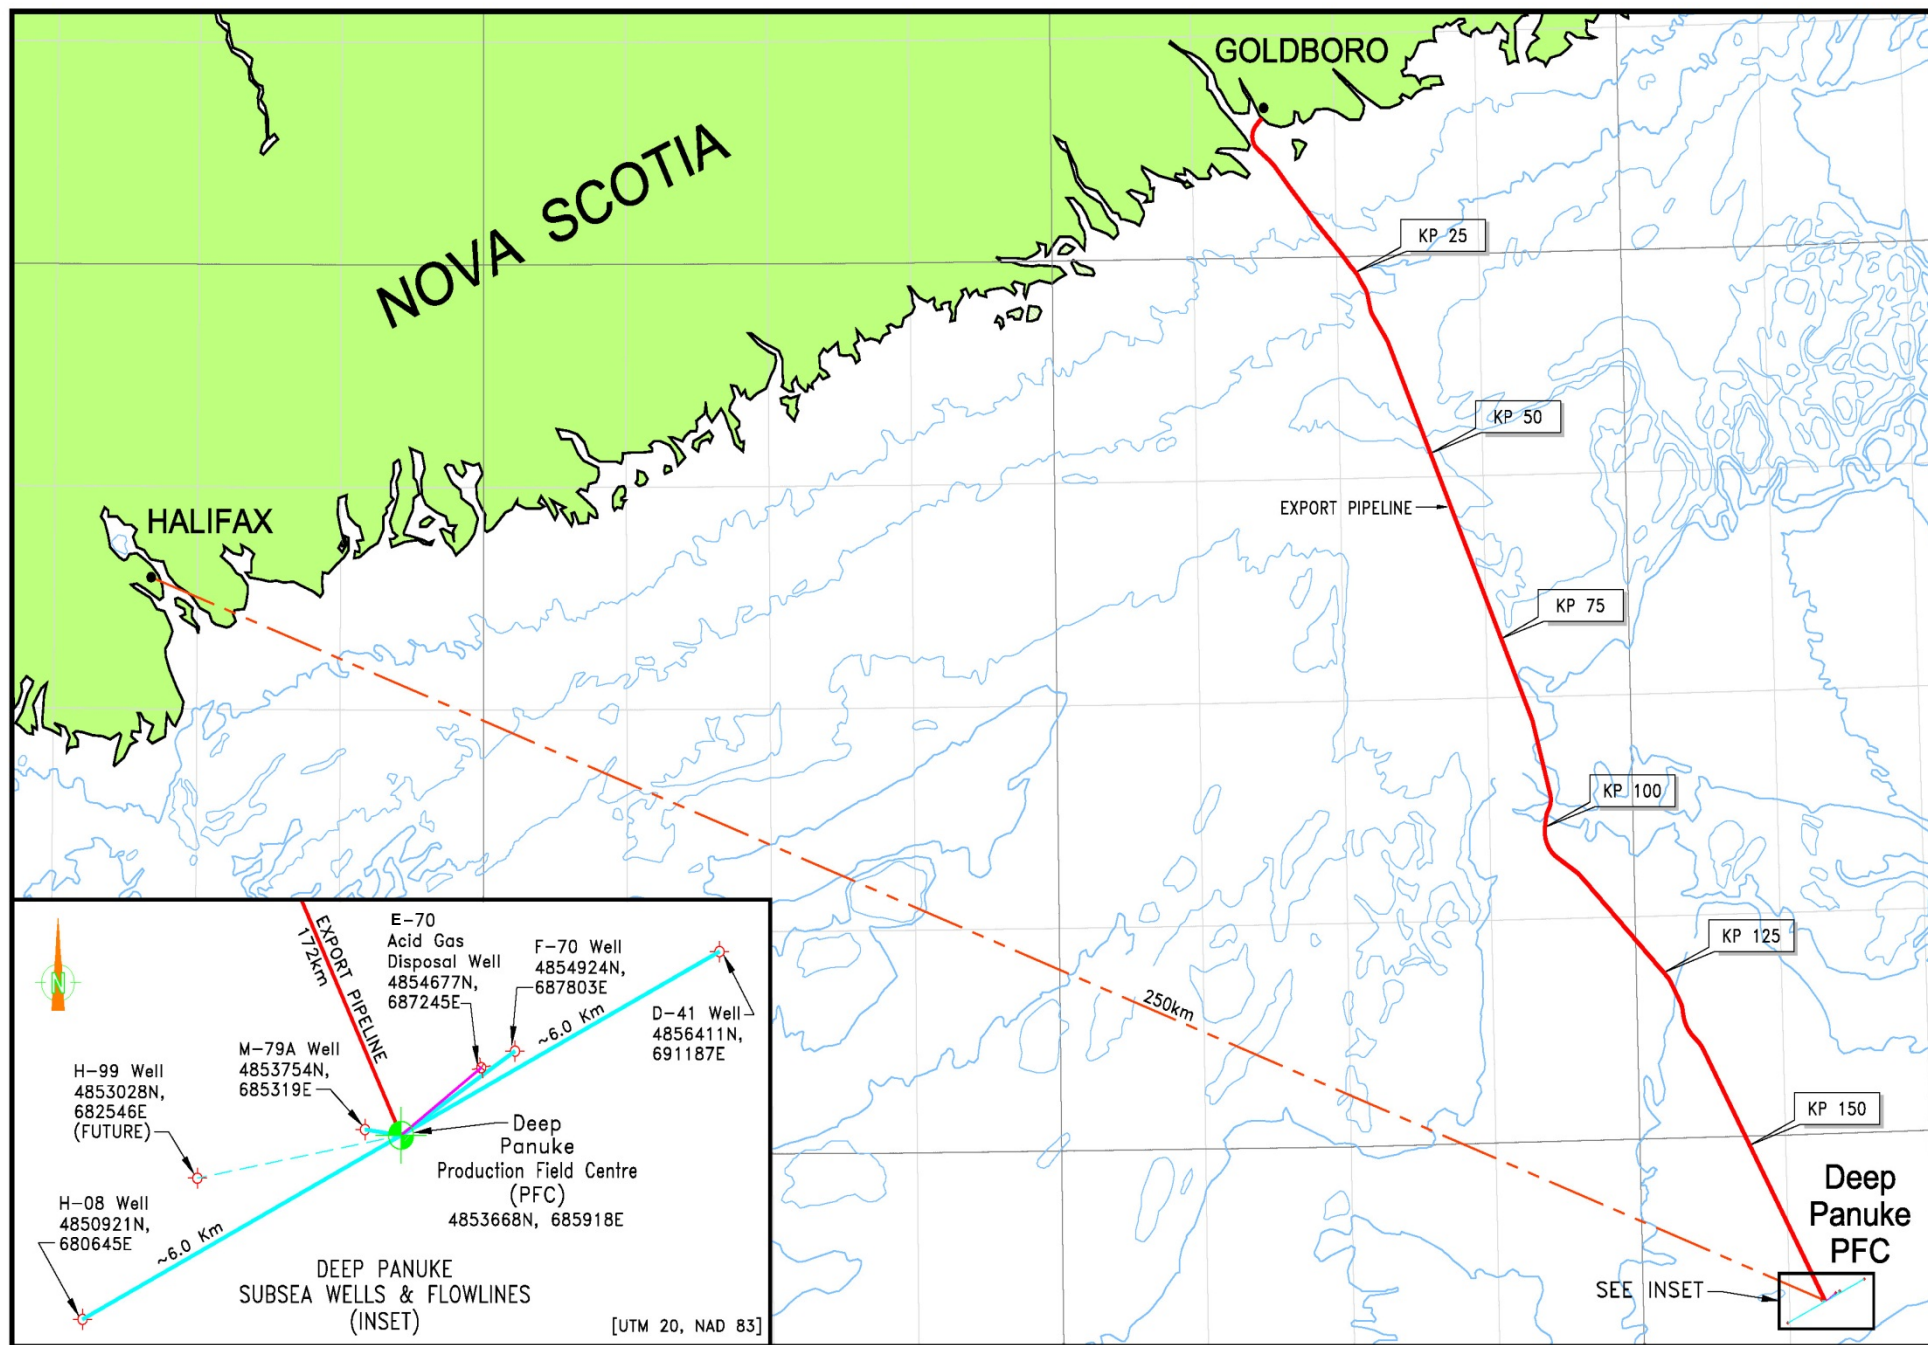 GOLDBORO
NOVA SCOTIA
HALIFAX
KP 25
KP 50
EXPORT PIPELINE
KP 75
KP 100
KP 125
KP 150
250km
Deep
Panuke
PFC
SEE INSET
N
EXPORT PIPELINE
172km
E-70
Acid Gas
Disposal Well
4854677N,
687245E
F-70 Well
4854924N,
687803E
~6.0 Km
D-41 Well
4856411N,
691187E
M-79A Well
4853754N,
685319E
H-99 Well
4853028N,
682546E
(FUTURE)
Deep
Panuke
Production Field Centre
(PFC)
4853668N, 685918E
H-08 Well
4850921N,
680645E
~6.0 Km
DEEP PANUKE
SUBSEA WELLS & FLOWLINES
(INSET)
[UTM 20, NAD 83]